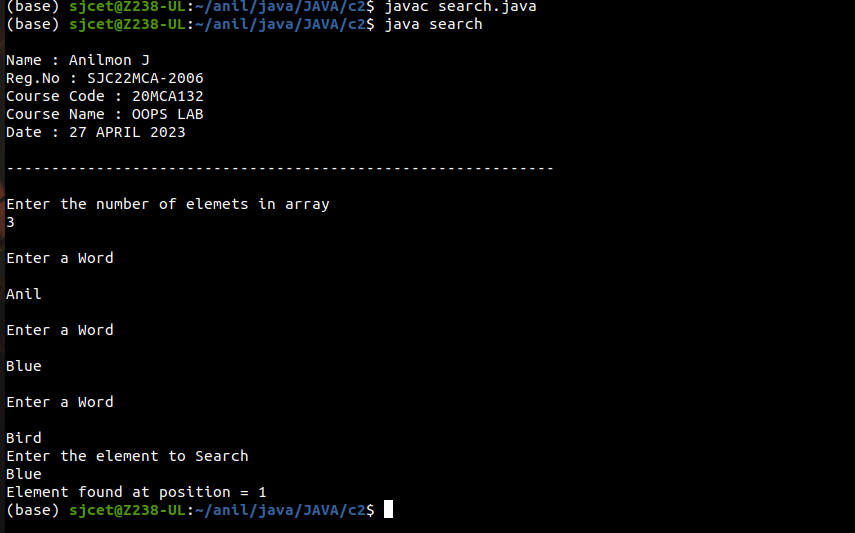 (base) sjcet@Z238-UL:~/anil/java/JAVA/c2$ javac search.java
(base) sjcet@Z238-UL:~/anil/java/JAVA/c2$ java search
Name : Anilmon J
Reg.No : SJC22MCA-2006
Course Code : 20MCA132
Course Name : OOPS LAB
Date : 27 APRIL 2023
-------------------------------------------------------------
Enter the number of elemets in array
3
Enter a Word
Anil
Enter a Word
Blue
Enter a Word
Bird
Enter the element to Search
Blue
Element found at position = 1
(base) sjcet@Z238-UL:~/anil/java/JAVA/c2$